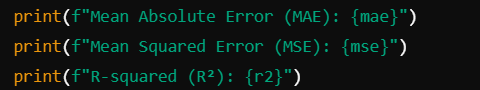 print(f"Mean Absolute Error (MAE): {mae}")
print(f"Mean Squared Error (MSE): {mse}")
print(f"R-squared (R²): {r2}")